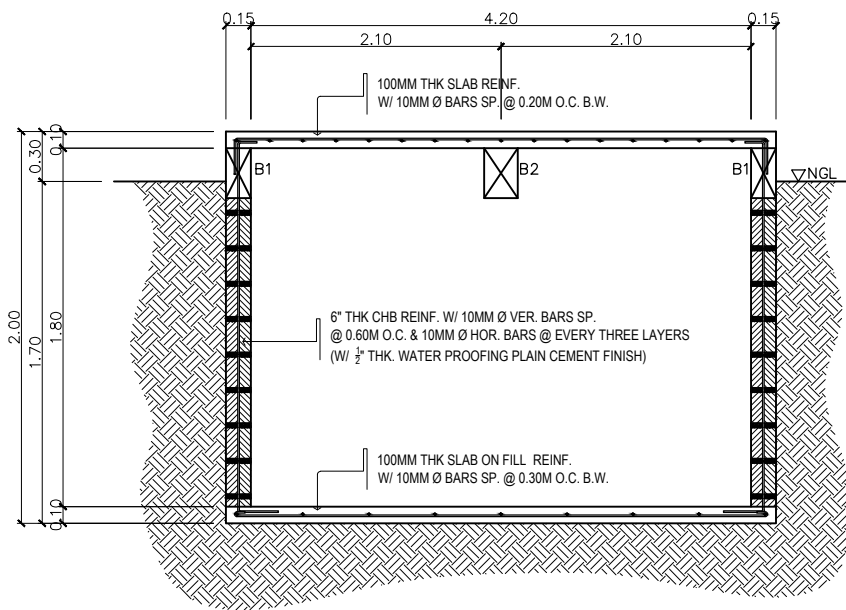 0.15 4.20 0.15
2.10 2.10
100MM THK SLAB REINF.
W/ 10MM Ø BARS SP. @ 0.20M O.C. B.W.
0.10
0.30
B1 B2 B1
NGL
6" THK CHB REINF. W/ 10MM Ø VER. BARS SP.
@ 0.60M O.C. & 10MM Ø HOR. BARS @ EVERY THREE LAYERS
(W/ ½" THK. WATER PROOFING PLAIN CEMENT FINISH)
2.00
1.70
1.80
100MM THK SLAB ON FILL REINF.
W/ 10MM Ø BARS SP. @ 0.30M O.C. B.W.
0.10